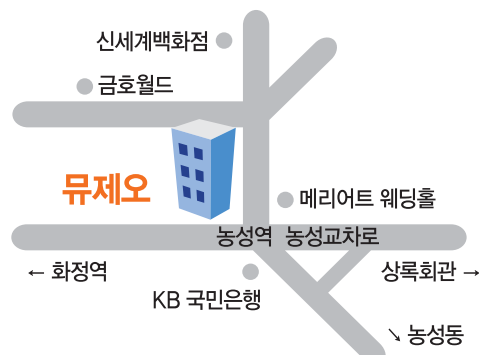 신세계백화점
금호월드
뮤제오
메리어트 웨딩홀
농성역 농성교차로
← 화정역
상록회관 →
KB 국민은행
↘ 농성동